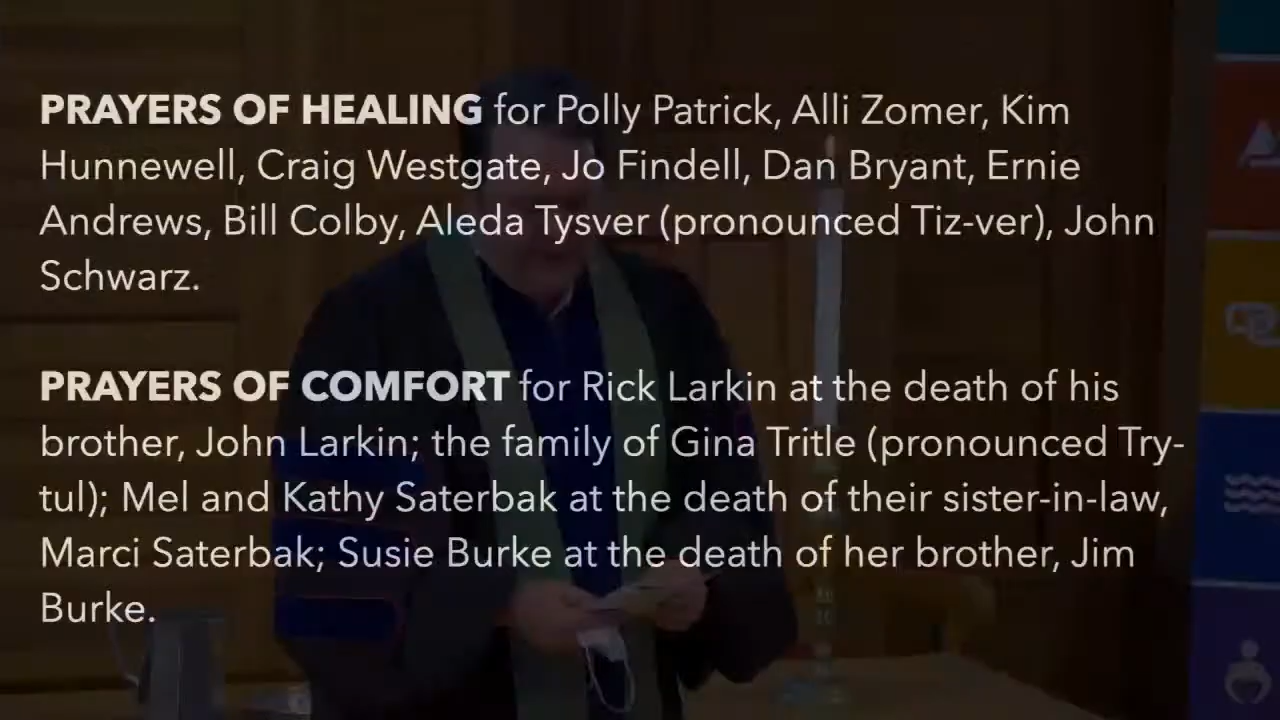 PRAYERS OF HEALING for Polly Patrick, Alli Zomer, Kim
Hunnewell, Craig Westgate, Jo Findell, Dan Bryant, Ernie
Andrews, Bill Colby, Aleda Tysver (pronounced Tiz-ver), John
Schwarz.
PRAYERS OF COMFORT for Rick Larkin at the death of his
brother, John Larkin; the family of Gina Tritle (pronounced Try-
tul); Mel and Kathy Saterbak at the death of their sister-in-law,
Marci Saterbak; Susie Burke at the death of her brother, Jim
Burke.